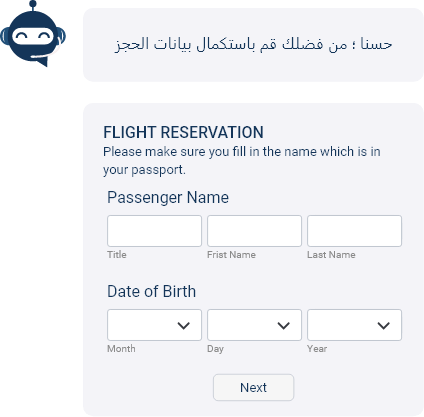 حسنا ؛ من فضلك قم باستكمال بيانات الحجز
FLIGHT RESERVATION
Please make sure you fill in the name which is in
your passport.
Passenger Name
Title
Frist Name
Last Name
Date of Birth
Month
Day
Year
Next